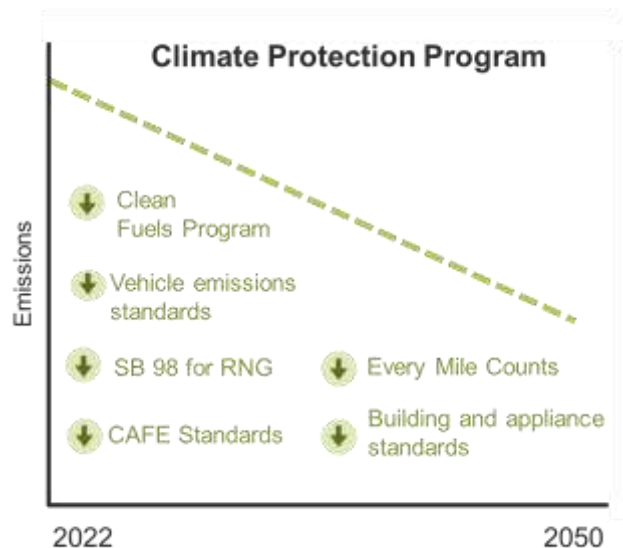 Climate Protection Program
Emissions
Clean
Fuels Program
Vehicle emissions
standards
SB 98 for RNG
CAFE Standards
Every Mile Counts
Building and appliance
standards
2022
2050